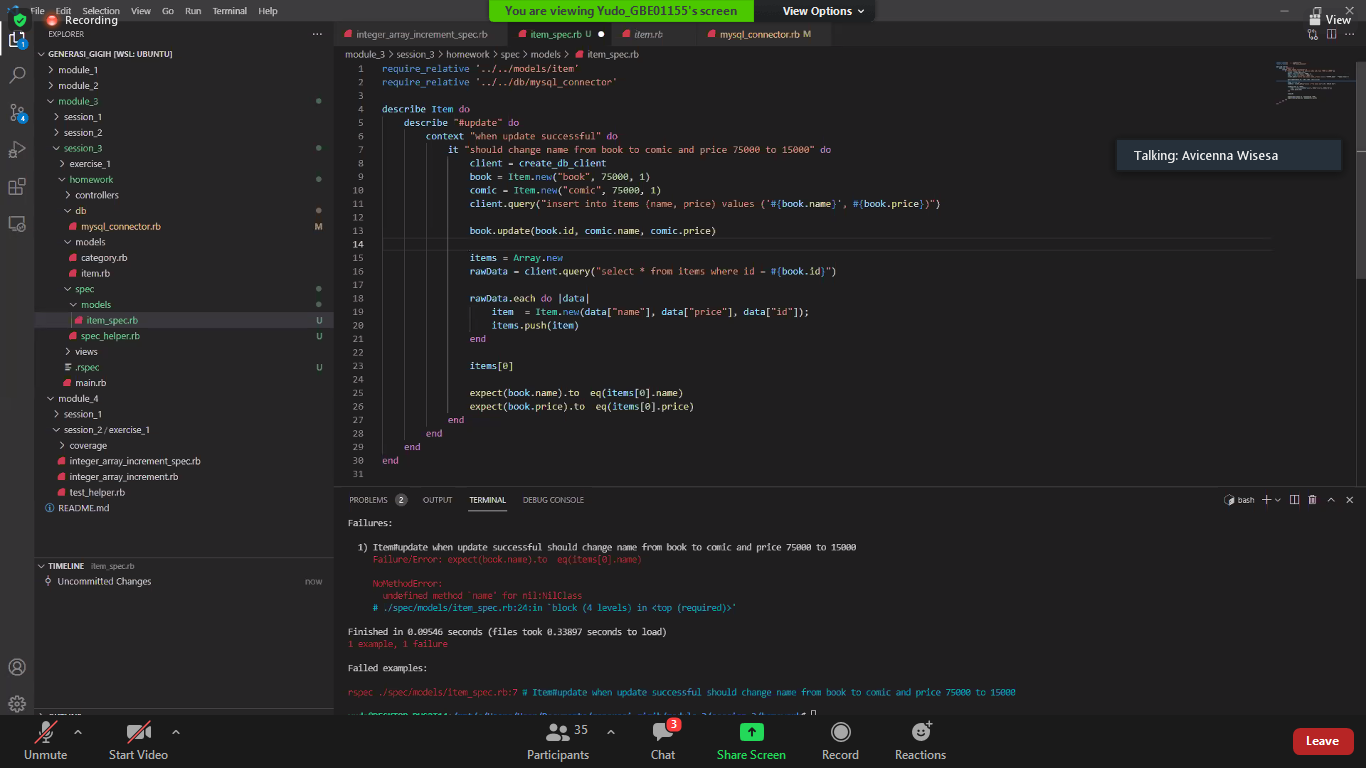 File Edit Selection View Go Run Terminal Help
Recording
You are viewing Yudo_GBE01155's screen
View Options
View
EXPLORER
GENERASI_GIGIH [WSL: UBUNTU]
module_1
module_2
module_3
session_1
session_2
session_3
exercise_1
homework
controllers
db
mysql_connector.rb M
models
category.rb
item.rb
spec
models
item_spec.rb U
spec_helper.rb U
views
.rspec U
main.rb
module_4
session_1
session_2 / exercise_1
coverage
integer_array_increment_spec.rb
integer_array_increment.rb
test_helper.rb
README.md
TIMELINE item_spec.rb
Uncommitted Changes now
1
4
integer_array_increment_spec.rb
item_spec.rb U
item.rb
mysql_connector.rb M
module_3 > session_3 > homework > spec > models > item_spec.rb
1 require_relative '../../models/item'
2 require_relative '../../db/mysql_connector'
3
4 describe Item do
5 describe "#update" do
6 context "when update successful" do
7 it "should change name from book to comic and price 75000 to 15000" do
8 client = create_db_client
9 book = Item.new("book", 75000, 1)
10 comic = Item.new("comic", 75000, 1)
11 client.query("insert into items (name, price) values ('#{book.name}', #{book.price})")
12
13 book.update(book.id, comic.name, comic.price)
14
15 items = Array.new
16 rawData = client.query("select * from items where id = #{book.id}")
17
18 rawData.each do |data|
19 item  = Item.new(data["name"], data["price"], data["id"]);
20 items.push(item)
21 end
22
23 items[0]
24
25 expect(book.name).to  eq(items[0].name)
26 expect(book.price).to  eq(items[0].price)
27 end
28 end
29 end
30 end
31
Talking: Avicenna Wisesa
PROBLEMS 2 OUTPUT TERMINAL DEBUG CONSOLE
bash
Failures:
1) Item#update when update successful should change name from book to comic and price 75000 to 15000
Failure/Error: expect(book.name).to  eq(items[0].name)
NoMethodError:
undefined method `name' for nil:NilClass
# ./spec/models/item_spec.rb:24:in `block (4 levels) in <top (required)>'
Finished in 0.09546 seconds (files took 0.33897 seconds to load)
1 example, 1 failure
Failed examples:
rspec ./spec/models/item_spec.rb:7 # Item#update when update successful should change name from book to comic and price 75000 to 15000
Unmute
Start Video
Participants 35
Chat 3
Share Screen
Record
Reactions
Leave